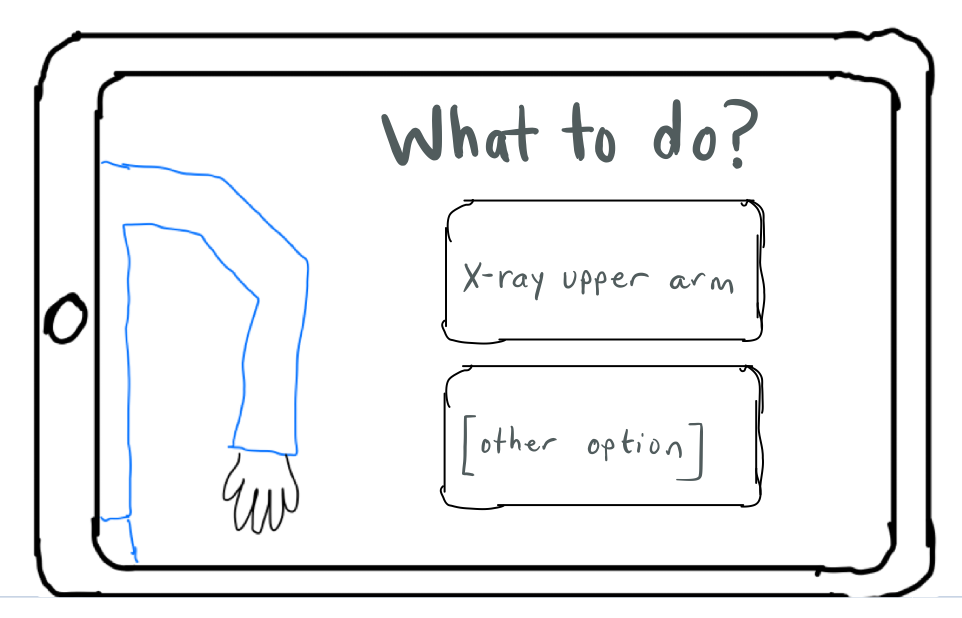 What to do?
X-ray upper arm
[other option]